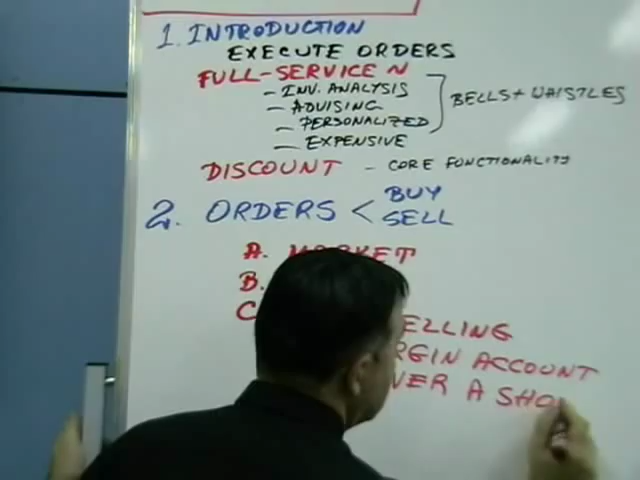 1. INTRODUCTION
EXECUTE ORDERS
FULL-SERVICE
- INV. ANALYSIS
- ADVISING
- PERSONALIZED
- EXPENSIVE
BELLS + WHISTLES
DISCOUNT - CORE FUNCTIONALITY
2. ORDERS < BUY
SELL
A. MARKET
B.
C
ELLING
RGIN ACCOUNT
VER A SHO